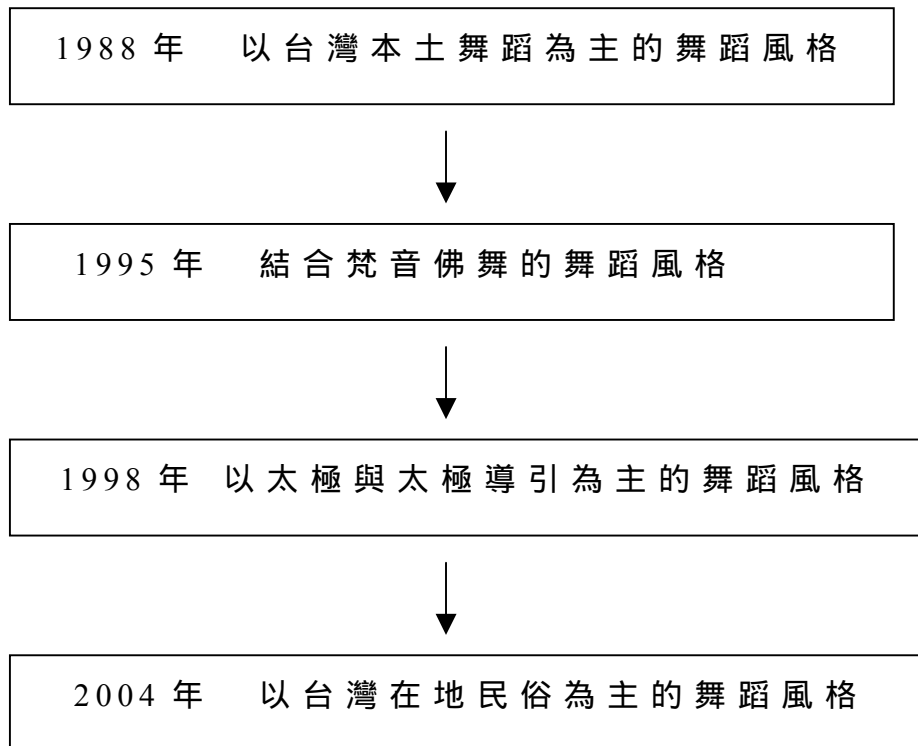 1988 年 以台灣本土舞蹈為主的舞蹈風格
1995 年 結合梵音佛舞的舞蹈風格
1998 年 以太極與太極導引為主的舞蹈風格
2004 年 以台灣在地民俗為主的舞蹈風格